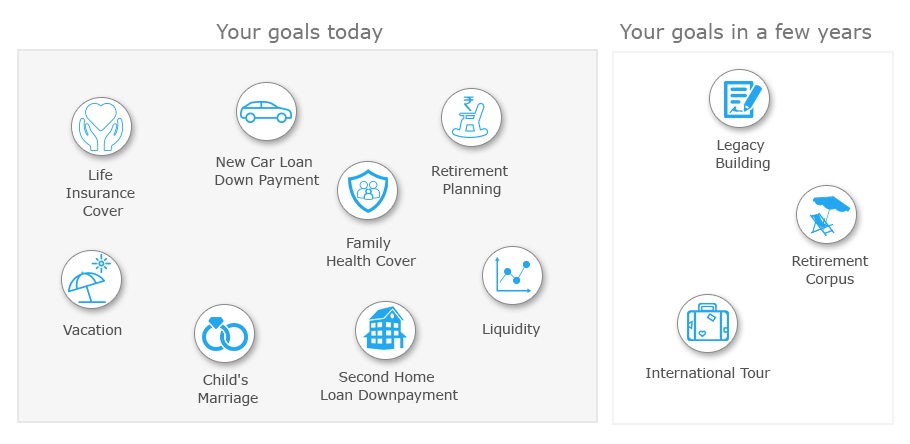 Your goals today
Your goals in a few years
Life
Insurance
Cover
New Car Loan
Down Payment
Retirement
Planning
Family
Health Cover
Vacation
Child's
Marriage
Second Home
Loan Downpayment
Liquidity
Legacy
Building
Retirement
Corpus
International Tour
₹